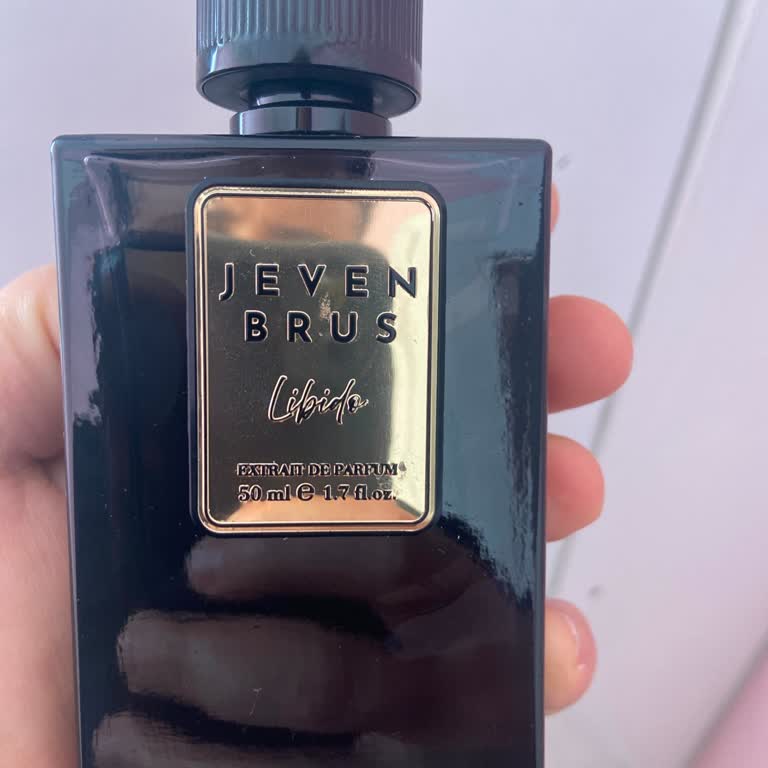 JEVEN
BRUS
Libido
EXTRAIT DE PARFUM
50 ml e 1.7 fl.oz.